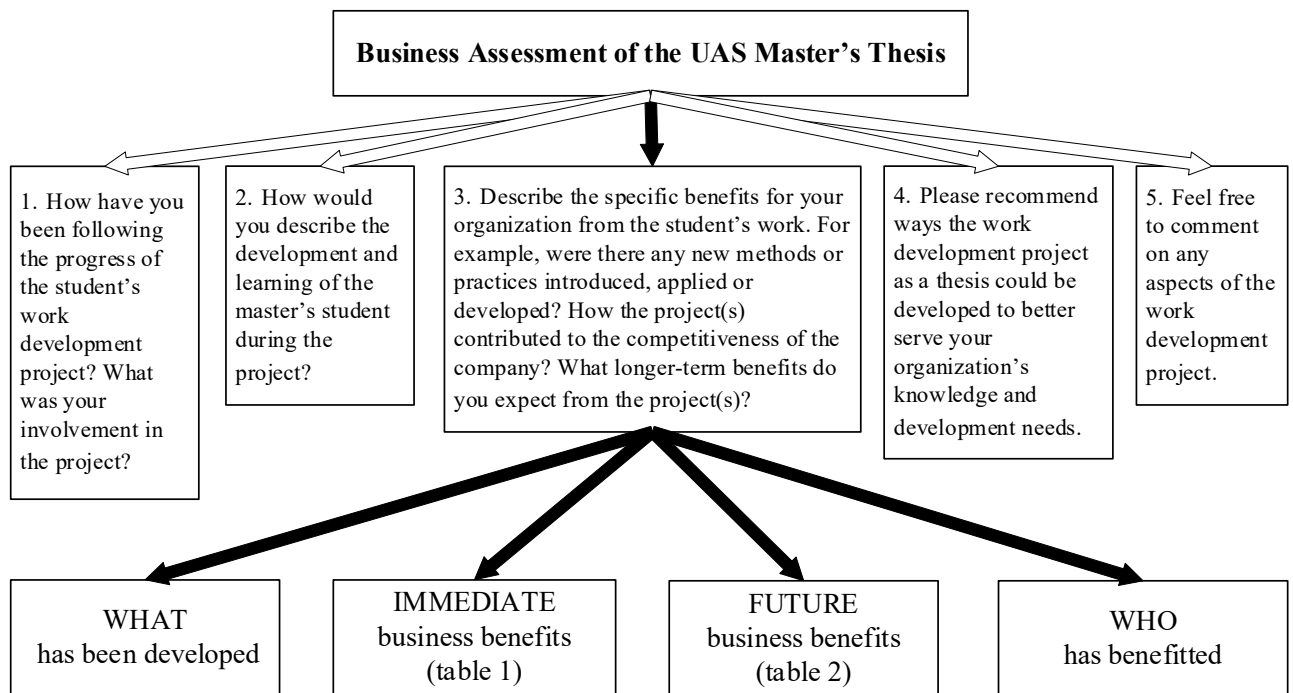 Business Assessment of the UAS Master's Thesis
1. How have you
been following
the progress of
the student's
work
development
project? What
was your
involvement in
the project?
2. How would
you describe the
development and
learning of the
master's student
during the
project?
3. Describe the specific benefits for your
organization from the student's work. For
example, were there any new methods or
practices introduced, applied or
developed? How the project(s)
contributed to the competitiveness of the
company? What longer-term benefits do
you expect from the project(s)?
4. Please recommend
ways the work
development project
as a thesis could be
developed to better
serve your
organization's
knowledge and
development needs.
5. Feel free
to comment
on any
aspects of the
work
development
project.
WHAT
has been developed
IMMEDIATE
business benefits
(table 1)
FUTURE
business benefits
(table 2)
WHO
has benefitted